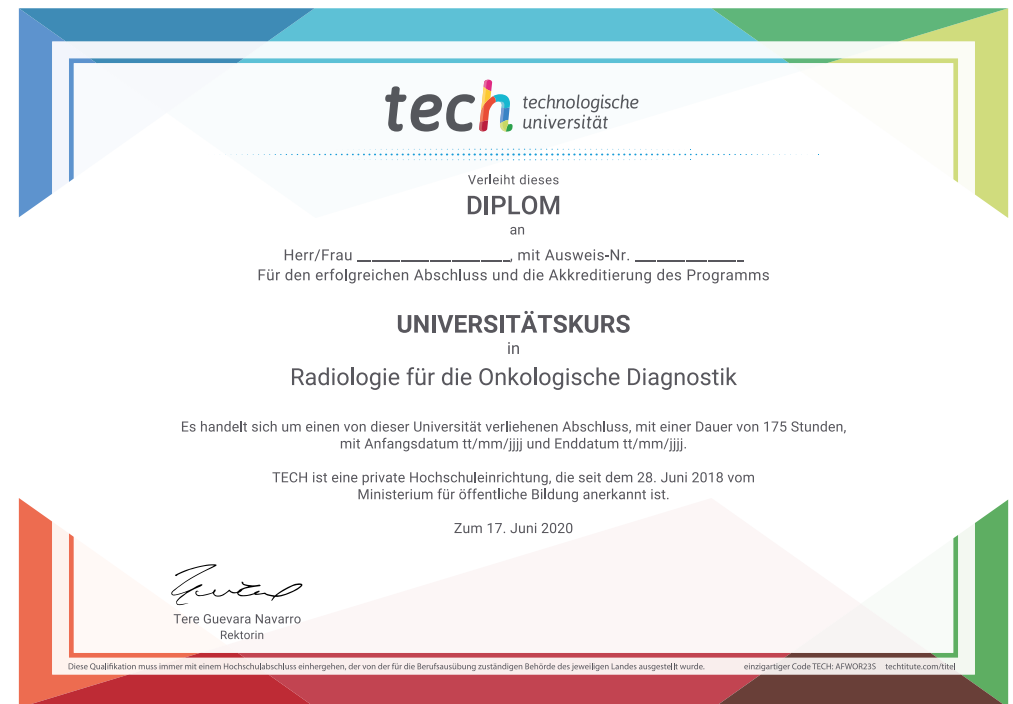 tech technologische
universität
Verleiht dieses
DIPLOM
an
Herr/Frau ____________________, mit Ausweis-Nr. ______________
Für den erfolgreichen Abschluss und die Akkreditierung des Programms
UNIVERSITÄTSKURS
in
Radiologie für die Onkologische Diagnostik
Es handelt sich um einen von dieser Universität verliehenen Abschluss, mit einer Dauer von 175 Stunden,
mit Anfangsdatum tt/mm/jjjj und Enddatum tt/mm/jjjj.
TECH ist eine private Hochschuleinrichtung, die seit dem 28. Juni 2018 vom
Ministerium für öffentliche Bildung anerkannt ist.
Zum 17. Juni 2020
Tere Guevara Navarro
Rektorin
Diese Qualifikation muss immer mit einem Hochschulabschluss einhergehen, der von der für die Berufsausübung zuständigen Behörde des jeweiligen Landes ausgestellt wurde. einzigartiger Code TECH: AFWOR23S techtitute.com/titel